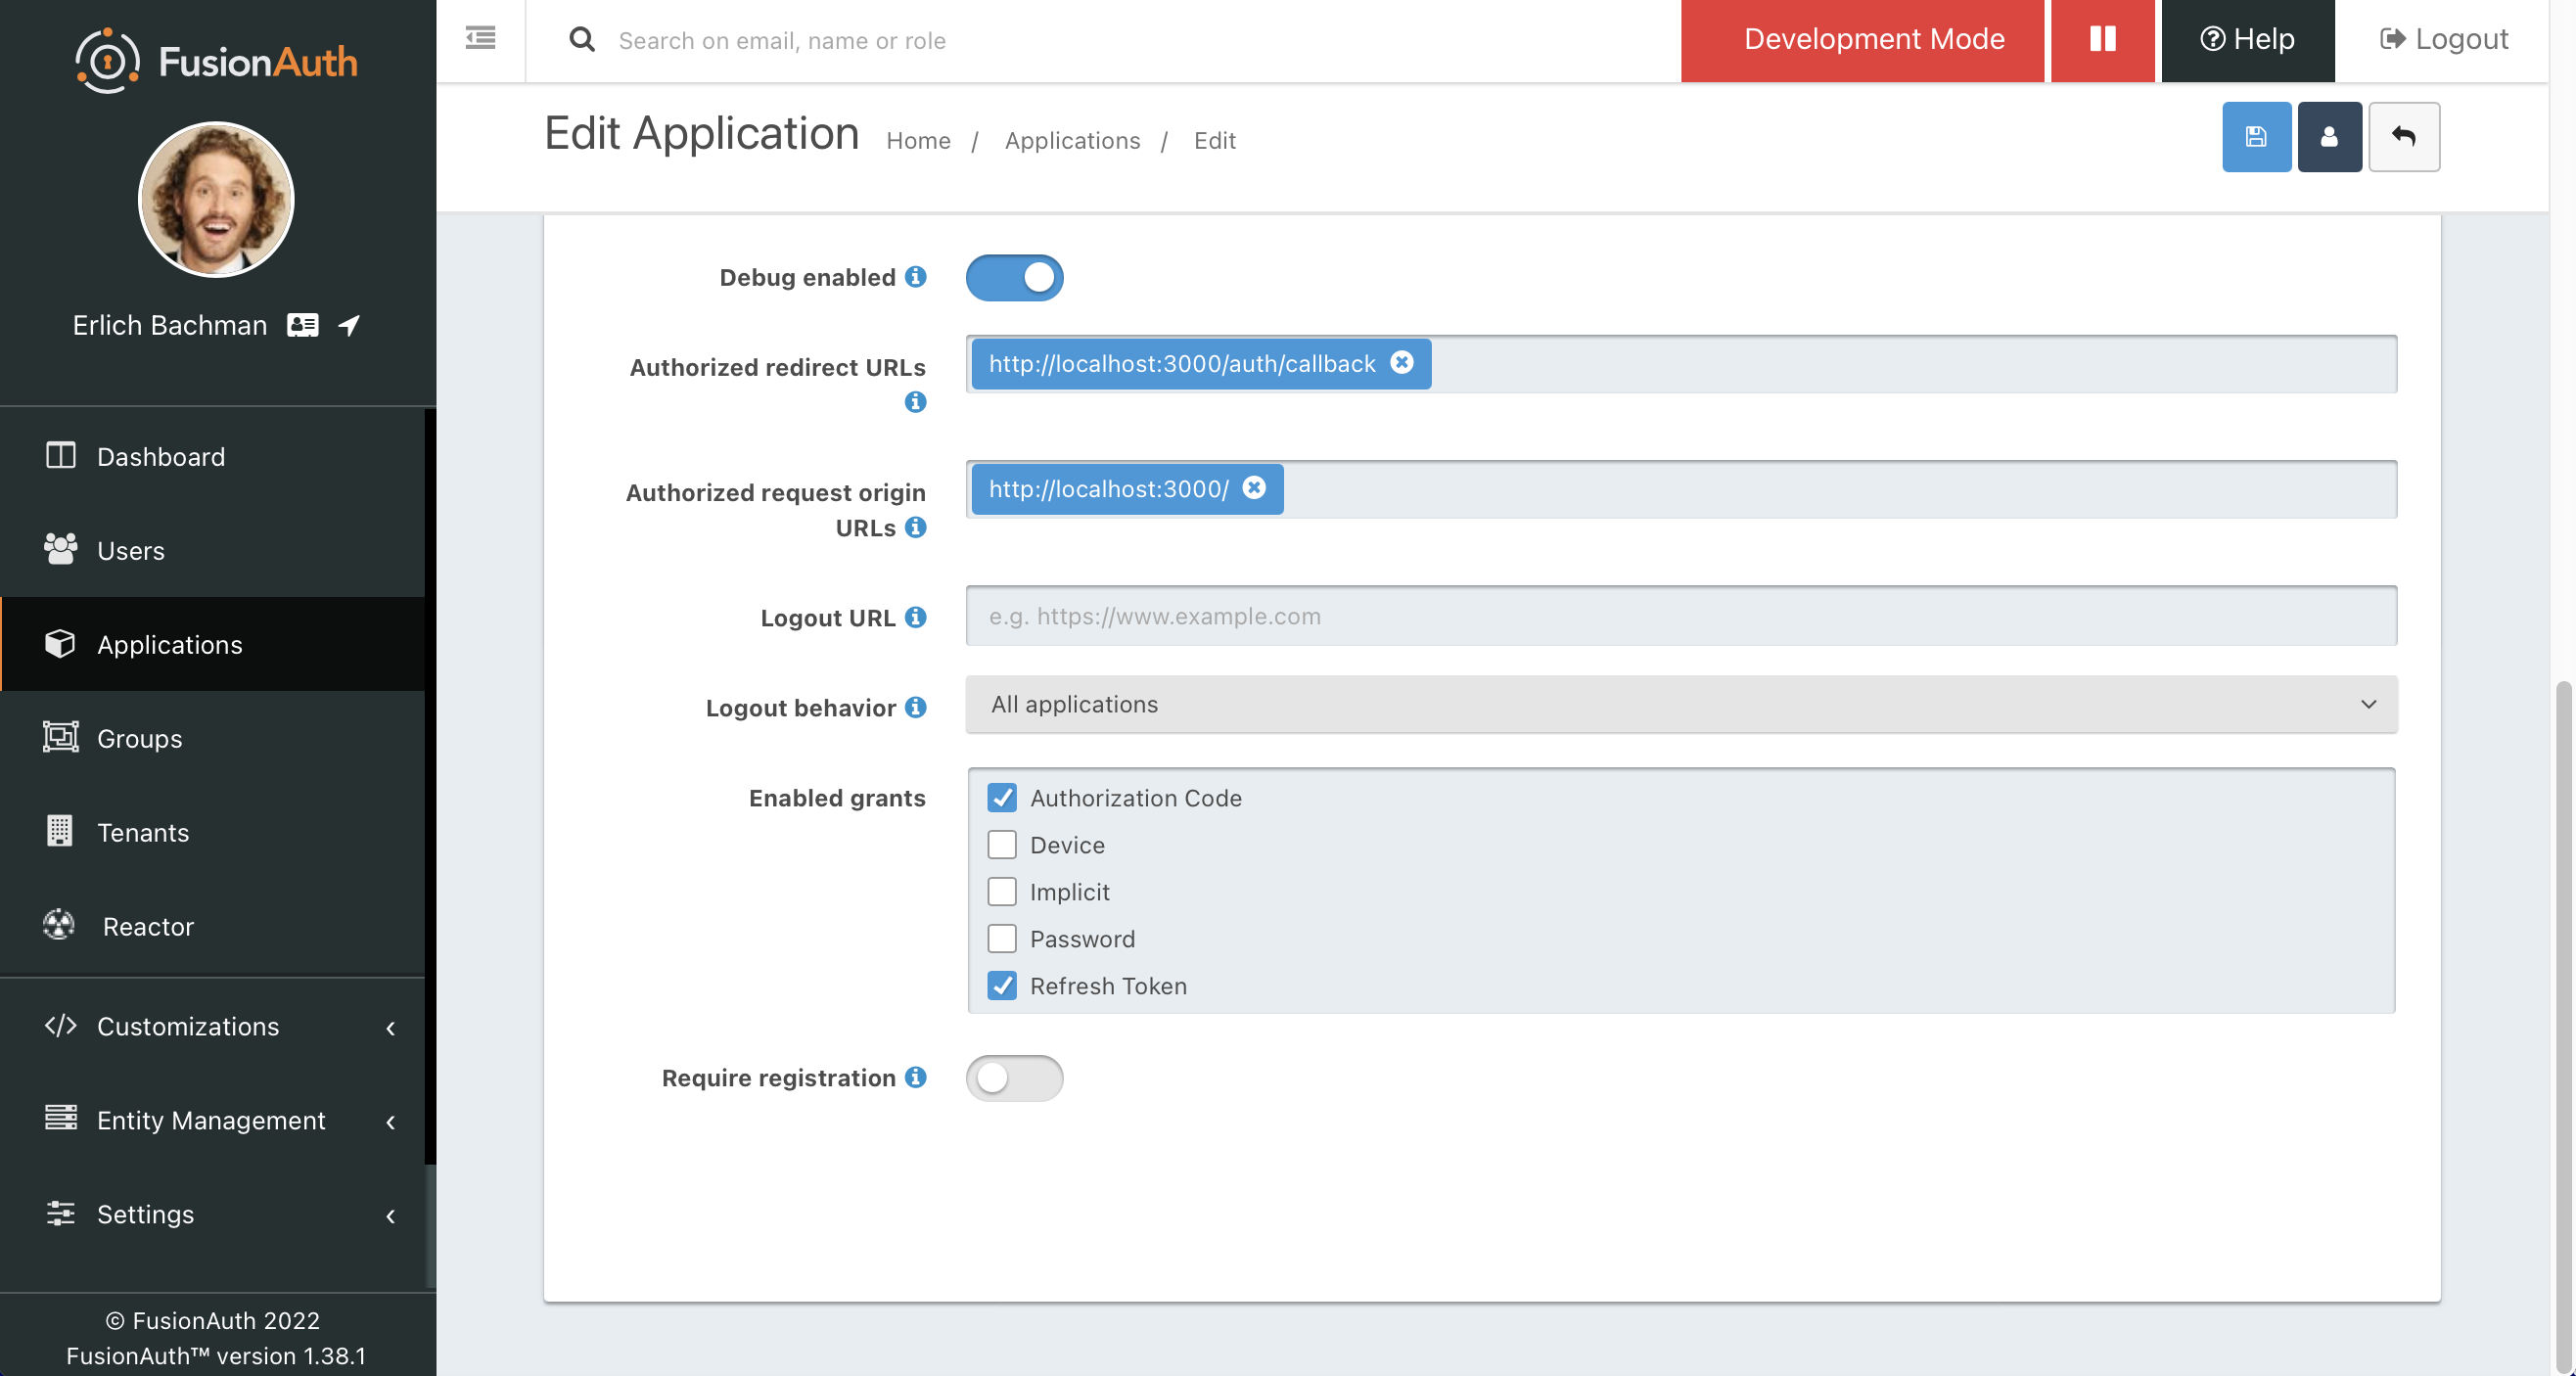 FusionAuth
Search on email, name or role
Development Mode
Help
Logout
Edit Application
Home / Applications / Edit
Erlich Bachman
Dashboard
Users
Applications
Groups
Tenants
Reactor
Customizations
Entity Management
Settings
© FusionAuth 2022
FusionAuth™ version 1.38.1
Debug enabled
Authorized redirect URLs
http://localhost:3000/auth/callback
Authorized request origin
URLs
http://localhost:3000/
Logout URL
e.g. https://www.example.com
Logout behavior
All applications
Enabled grants
Authorization Code
Device
Implicit
Password
Refresh Token
Require registration